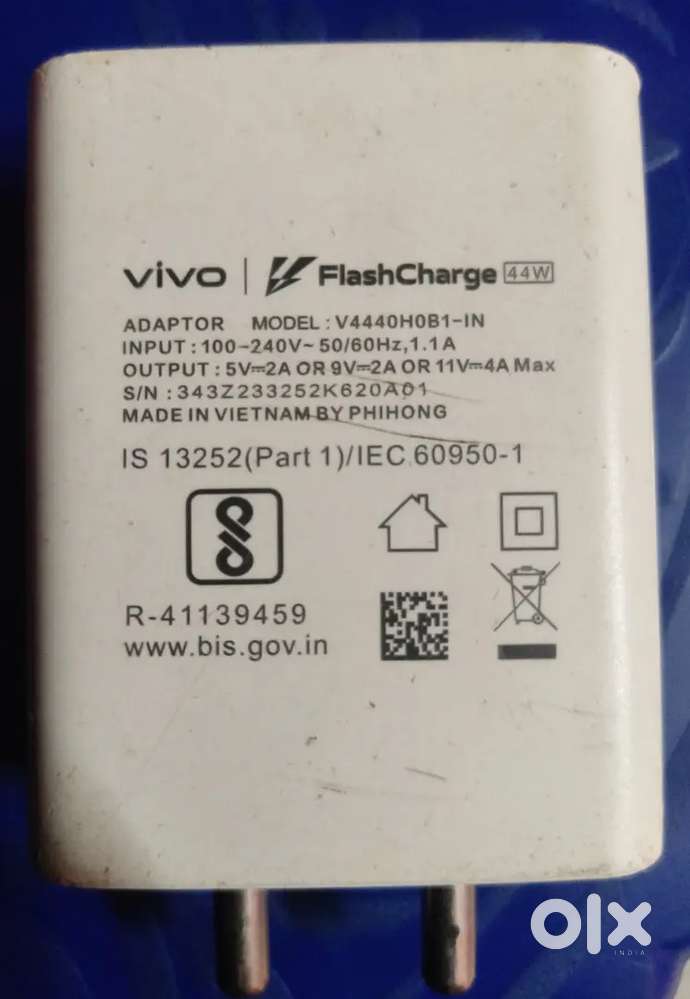 vivo | FlashCharge 44W
ADAPTOR MODEL : V4440H0B1-IN
INPUT : 100-240V~ 50/60Hz, 1.1A
OUTPUT : 5V⎓2A OR 9V⎓2A OR 11V⎓4A Max
S/N : 343Z233252K620A01
MADE IN VIETNAM BY PHIHONG
IS 13252(Part 1)/IEC 60950-1
R-41139459
www.bis.gov.in
OLX
INDIA